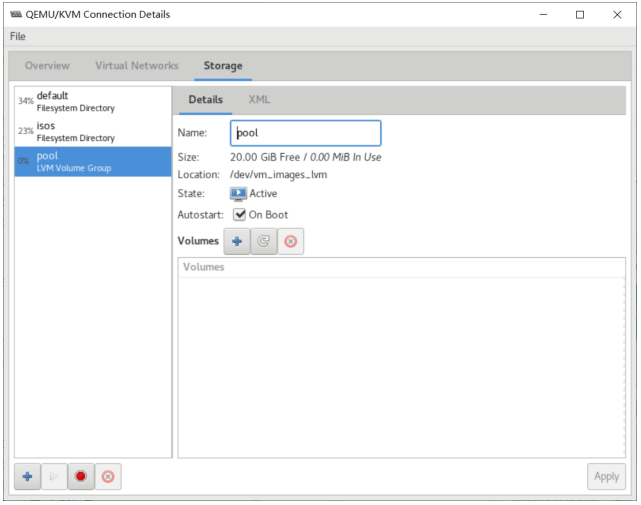 QEMU/KVM Connection Details
File
Overview Virtual Networks Storage
34% default
Filesystem Directory
23% isos
Filesystem Directory
0% pool
LVM Volume Group
Details XML
Name: pool
Size: 20.00 GiB Free / 0.00 MiB In Use
Location: /dev/vm_images_lvm
State: Active
Autostart: On Boot
Volumes
Volumes
Apply